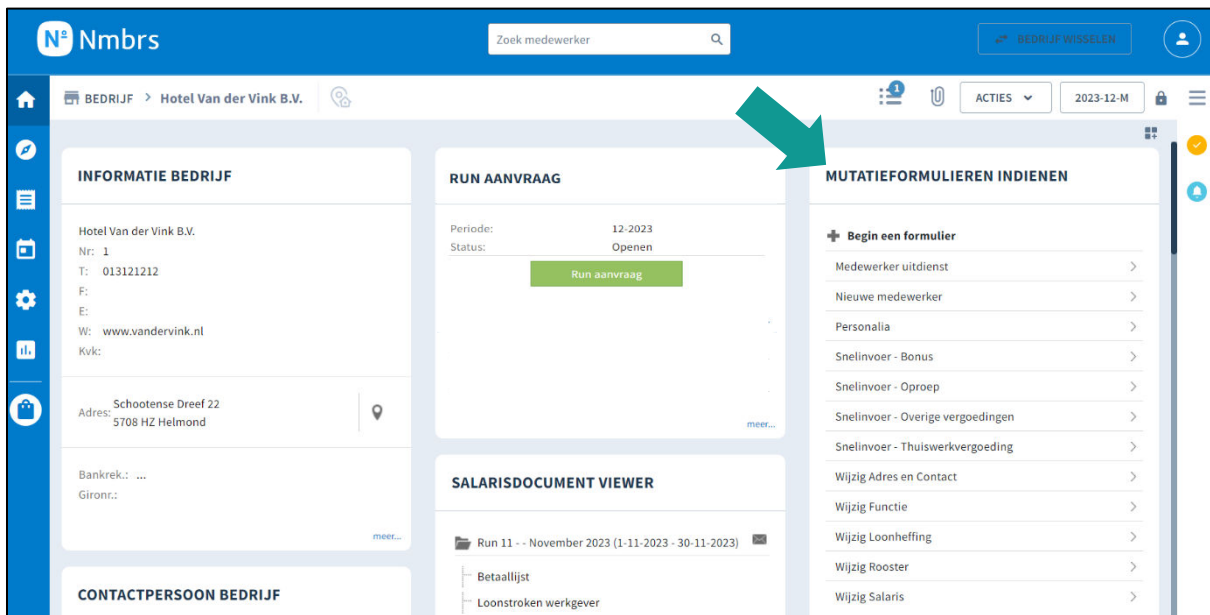 Nº Nmbrs
Zoek medewerker
BEDRIJF WISSELEN
BEDRIJF > Hotel Van der Vink B.V.
1
ACTIES
2023-12-M
INFORMATIE BEDRIJF
Hotel Van der Vink B.V.
Nr: 1
T: 013121212
F:
E:
W: www.vandervink.nl
Kvk:
Adres: Schootense Dreef 22
5708 HZ Helmond
Bankrek.: ...
Gironr.:
meer...
CONTACTPERSOON BEDRIJF
RUN AANVRAAG
Periode: 12-2023
Status: Openen
Run aanvraag
meer...
SALARISDOCUMENT VIEWER
Run 11 - - November 2023 (1-11-2023 - 30-11-2023)
Betaallijst
Loonstroken werkgever
MUTATIEFORMULIEREN INDIENEN
Begin een formulier
Medewerker uitdienst
Nieuwe medewerker
Personalia
Snelinvoer - Bonus
Snelinvoer - Oproep
Snelinvoer - Overige vergoedingen
Snelinvoer - Thuiswerkvergoeding
Wijzig Adres en Contact
Wijzig Functie
Wijzig Loonheffing
Wijzig Rooster
Wijzig Salaris